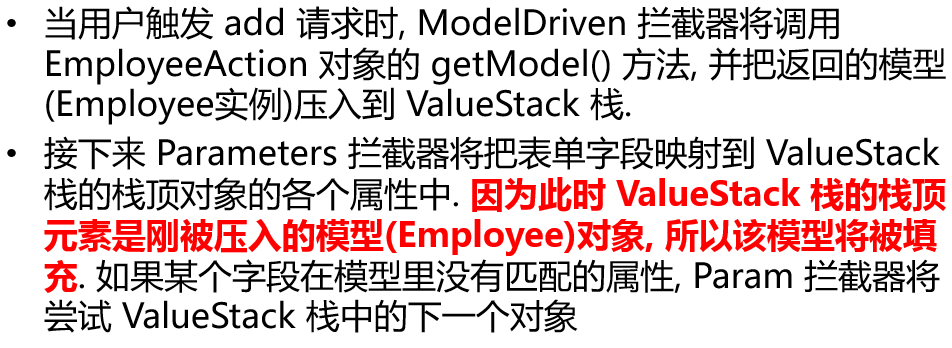 • 当用户触发 add 请求时, ModelDriven 拦截器将调用
EmployeeAction 对象的 getModel() 方法, 并把返回的模型
(Employee实例)压入到 ValueStack 栈.
• 接下来 Parameters 拦截器将把表单字段映射到 ValueStack
栈的栈顶对象的各个属性中. 因为此时 ValueStack 栈的栈顶
元素是刚被压入的模型(Employee)对象, 所以该模型将被填
充. 如果某个字段在模型里没有匹配的属性, Param 拦截器将
尝试 ValueStack 栈中的下一个对象